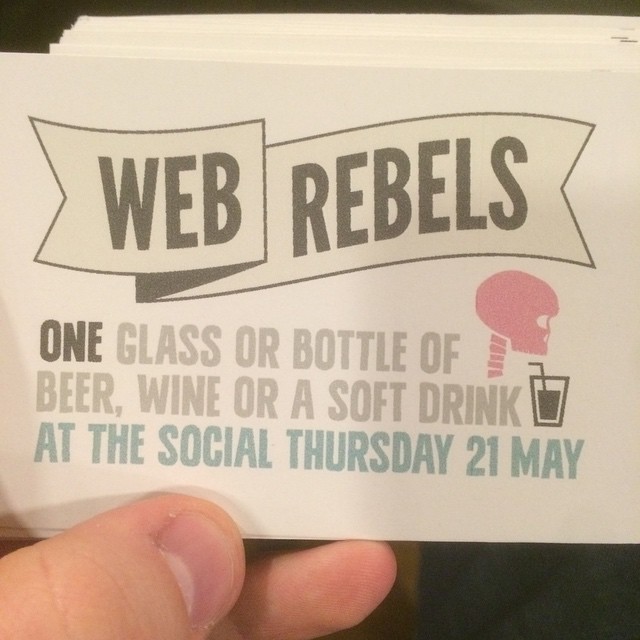 WEB REBELS
ONE GLASS OR BOTTLE OF
BEER, WINE OR A SOFT DRINK
AT THE SOCIAL THURSDAY 21 MAY